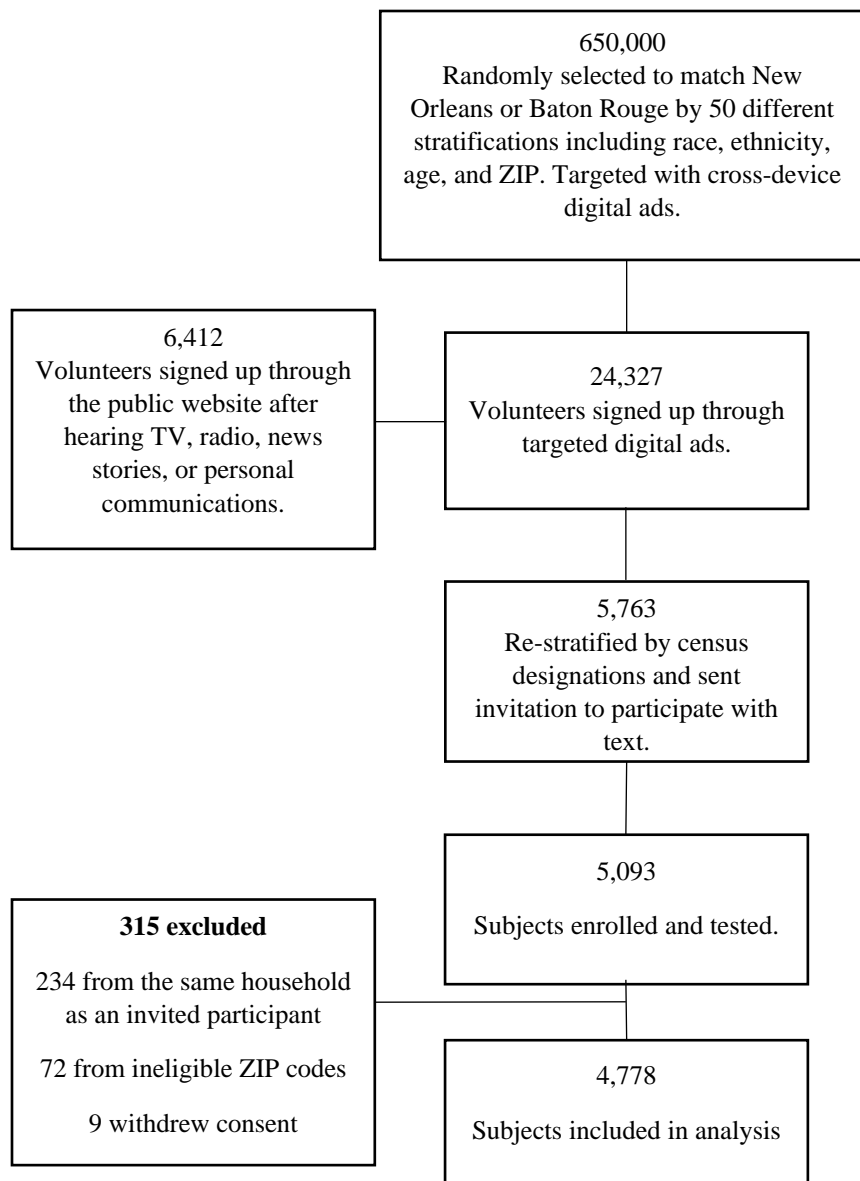 650,000
Randomly selected to match New
Orleans or Baton Rouge by 50 different
stratifications including race, ethnicity,
age, and ZIP. Targeted with cross-device
digital ads.
6,412
Volunteers signed up through
the public website after
hearing TV, radio, news
stories, or personal
communications.
24,327
Volunteers signed up through
targeted digital ads.
5,763
Re-stratified by census
designations and sent
invitation to participate with
text.
5,093
Subjects enrolled and tested.
315 excluded
234 from the same household
as an invited participant
72 from ineligible ZIP codes
9 withdrew consent
4,778
Subjects included in analysis